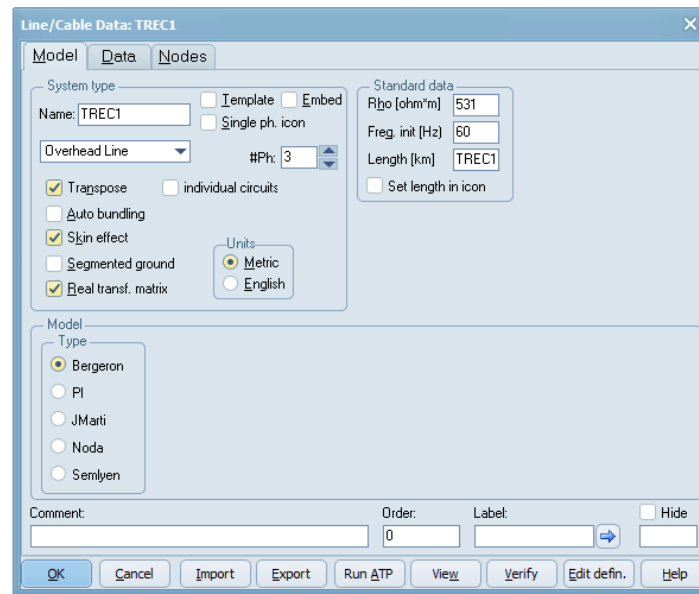 Line/Cable Data: TREC1
Model Data Nodes
System type
Name: TREC1
Template Embed
Single ph. icon
Overhead Line
#Ph: 3
Transpose individual circuits
Auto bundling
Skin effect
Segmented ground
Real transf. matrix
Units
Metric
English
Standard data
Rho [ohm*m] 531
Freq. init [Hz] 60
Length [km] TREC1
Set length in icon
Model
Type
Bergeron
PI
JMarti
Noda
Semlyen
Comment: Order: Label: Hide
0
OK Cancel Import Export Run ATP View Verify Edit defin. Help